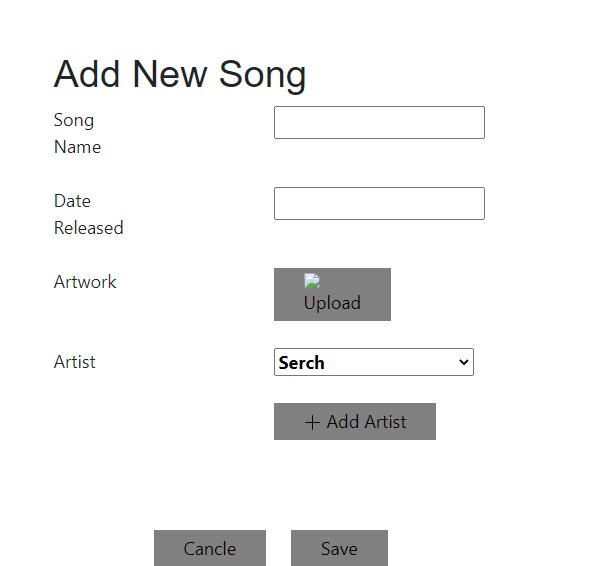 Add New Song
Song
Name
Date
Released
Artwork
Upload
Artist
Serch
+ Add Artist
Cancle
Save